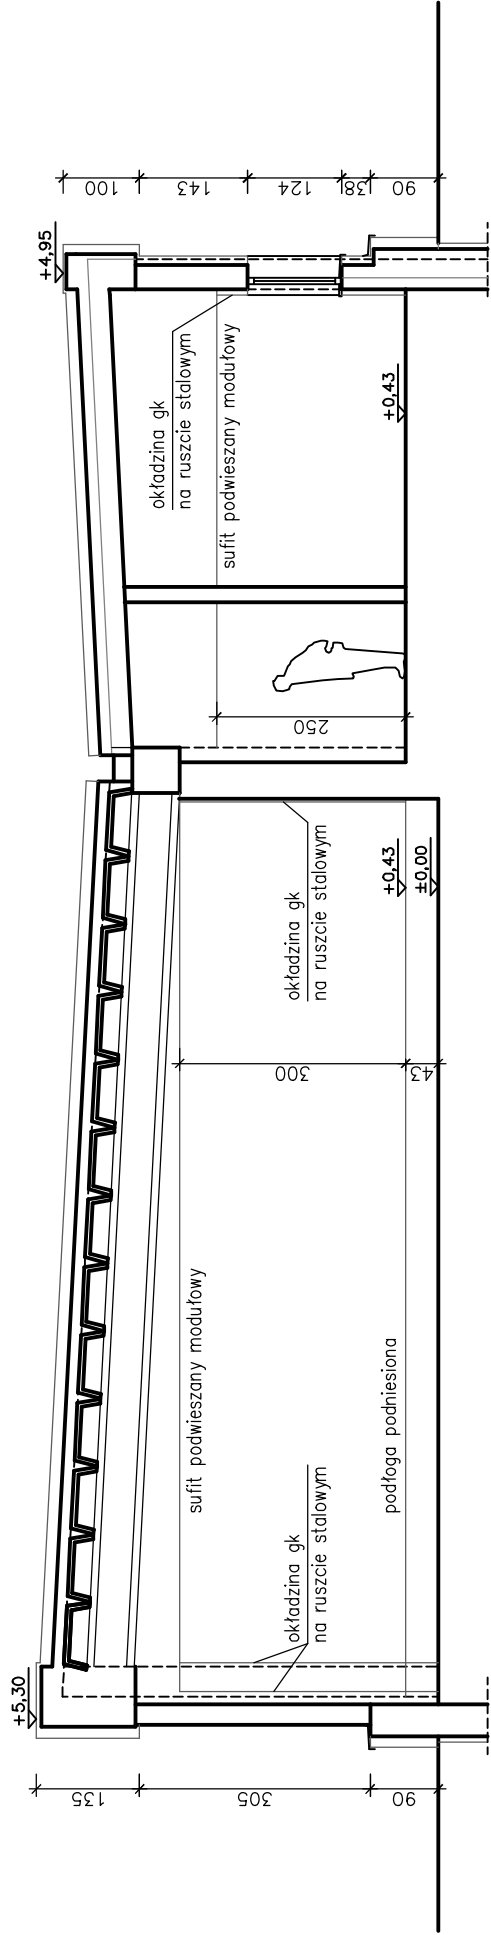 +5,30
135
305
90
okładzina gk
na ruszcie stalowym
sufit podwieszany modułowy
podłoga podniesiona
300
43
okładzina gk
na ruszcie stalowym
+0,43
±0,00
250
okładzina gk
na ruszcie stalowym
sufit podwieszany modułowy
+0,43
+4,95
100
143
124
38
90